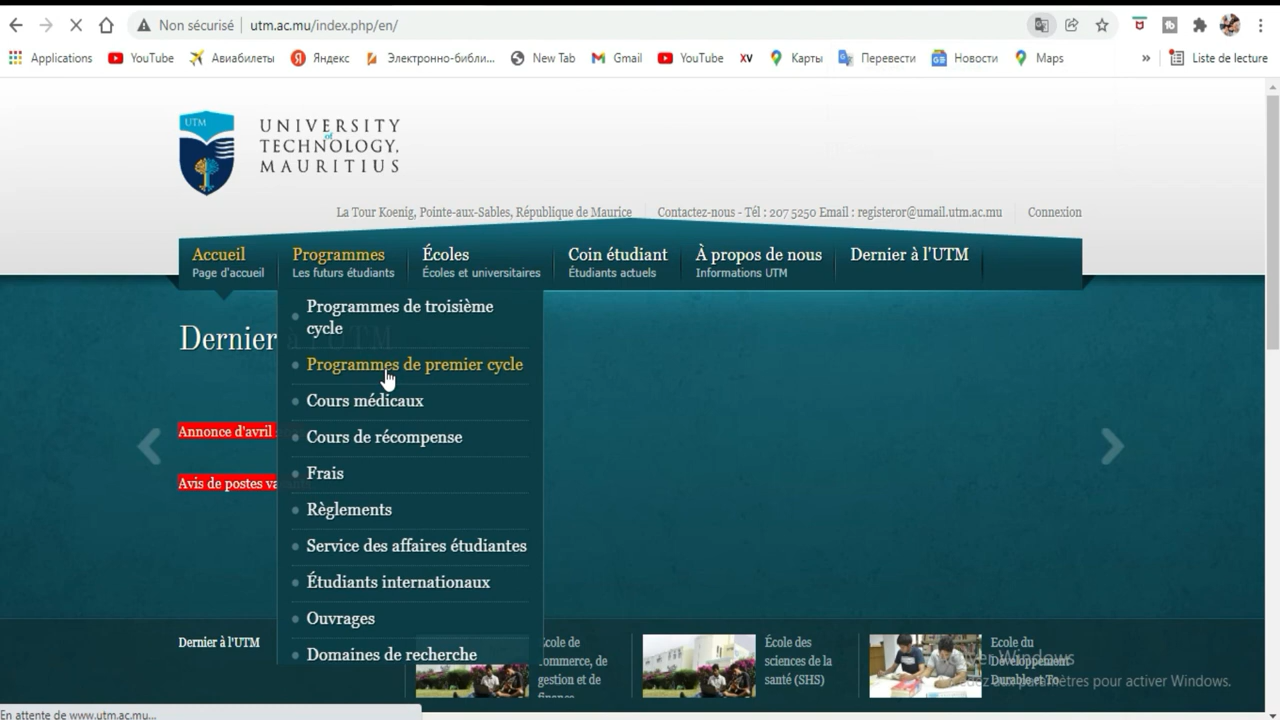 Non sécurisé | utm.ac.mu/index.php/en/
Applications YouTube Авиабилеты Яндекс Электронно-библи... New Tab Gmail YouTube XV Карты Перевести Новости Maps » Liste de lecture
UTM
UNIVERSITY
of
TECHNOLOGY,
MAURITIUS
La Tour Koenig, Pointe-aux-Sables, République de Maurice Contactez-nous - Tél : 207 5250 Email : registeror@umail.utm.ac.mu Connexion
Accueil Programmes Écoles Coin étudiant À propos de nous Dernier à l'UTM
Page d'accueil Les futurs étudiants Écoles et universitaires Étudiants actuels Informations UTM
Programmes de troisième
cycle
Dernier à l'UTM
Programmes de premier cycle
Cours médicaux
Annonce d'avril
Cours de récompense
Frais
Avis de postes va
Règlements
Service des affaires étudiantes
Étudiants internationaux
Ouvrages
Domaines de recherche
Dernier à l'UTM
École de
commerce, de
gestion et de
finance
École des
sciences de la
santé (SHS)
Ecole du
Développement
Durable et To
paramètres pour activer Windows.
En attente de www.utm.ac.mu...